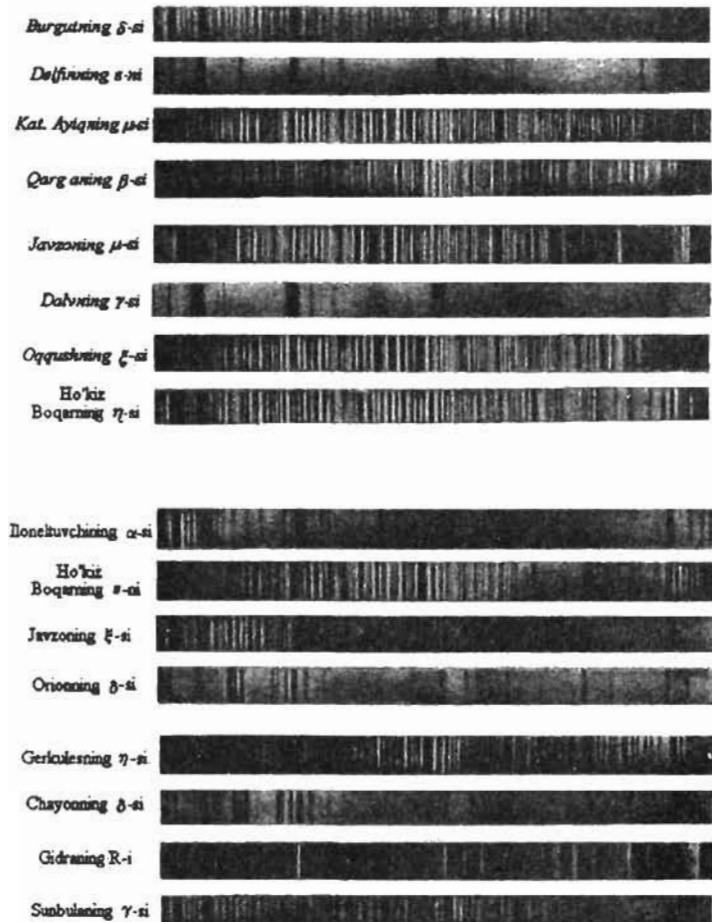 Burgutning δ-si
Delfinning ε-ni
Kat. Ayiqning μ-si
Qarg aning β-si
Javzoning μ-si
Dalvning γ-si
Oqqushning ξ-si
Ho'kiz
Boqarning η-si
Iloneltuvchining α-si
Ho'kiz
Boqarning ε-ni
Javzoning ξ-si
Orionning δ-si
Gerkulesning η-si
Chayonning δ-si
Gidraning R-i
Sunbulaning γ-si